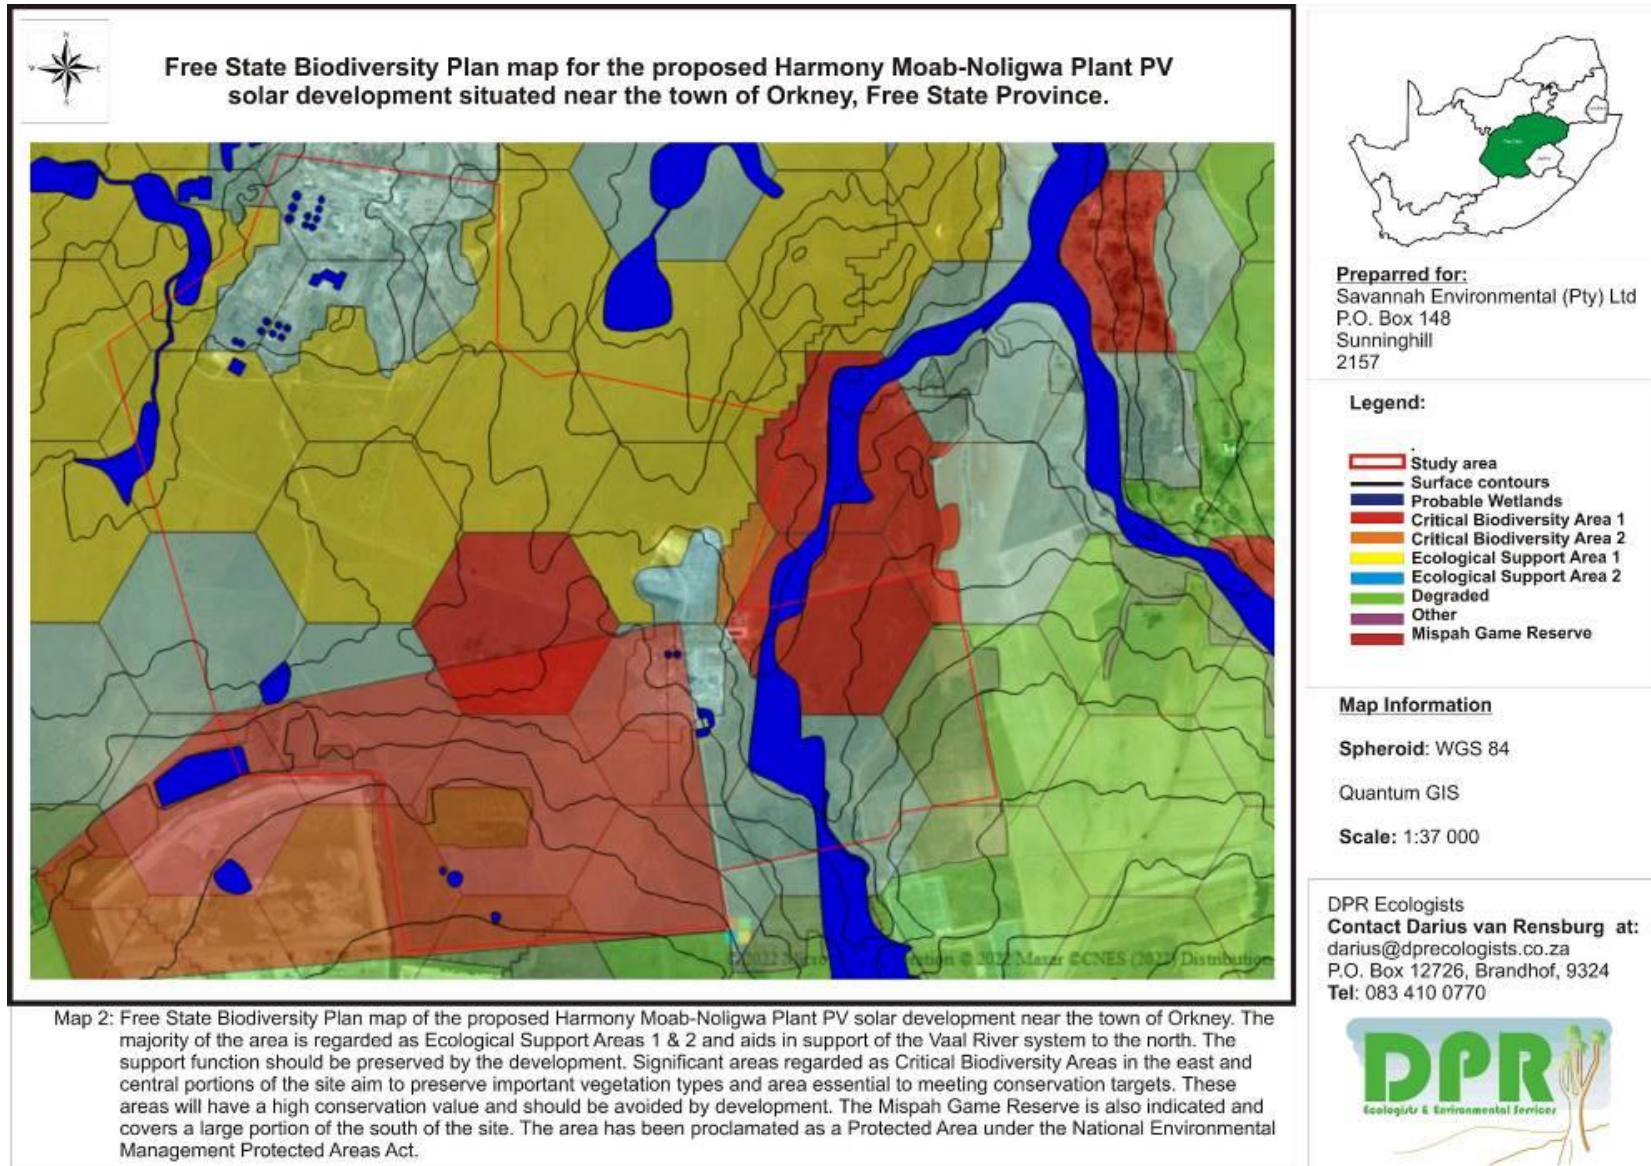 Free State Biodiversity Plan map for the proposed Harmony Moab-Noligwa Plant PV
solar development situated near the town of Orkney, Free State Province.
N
W
E
S
Preparred for:
Savannah Environmental (Pty) Ltd
P.O. Box 148
Sunninghill
2157
Legend:
.
Study area
Surface contours
Probable Wetlands
Critical Biodiversity Area 1
Critical Biodiversity Area 2
Ecological Support Area 1
Ecological Support Area 2
Degraded
Other
Mispah Game Reserve
Map Information
Spheroid: WGS 84
Quantum GIS
Scale: 1:37 000
DPR Ecologists
Contact Darius van Rensburg at:
darius@dprecologists.co.za
P.O. Box 12726, Brandhof, 9324
Tel: 083 410 0770
DPR
Ecologists & Environmental Services
© 2022 Maxar ©CNES (2022) Distribution
Map 2: Free State Biodiversity Plan map of the proposed Harmony Moab-Noligwa Plant PV solar development near the town of Orkney. The
majority of the area is regarded as Ecological Support Areas 1 & 2 and aids in support of the Vaal River system to the north. The
support function should be preserved by the development. Significant areas regarded as Critical Biodiversity Areas in the east and
central portions of the site aim to preserve important vegetation types and area essential to meeting conservation targets. These
areas will have a high conservation value and should be avoided by development. The Mispah Game Reserve is also indicated and
covers a large portion of the south of the site. The area has been proclamated as a Protected Area under the National Environmental
Management Protected Areas Act.